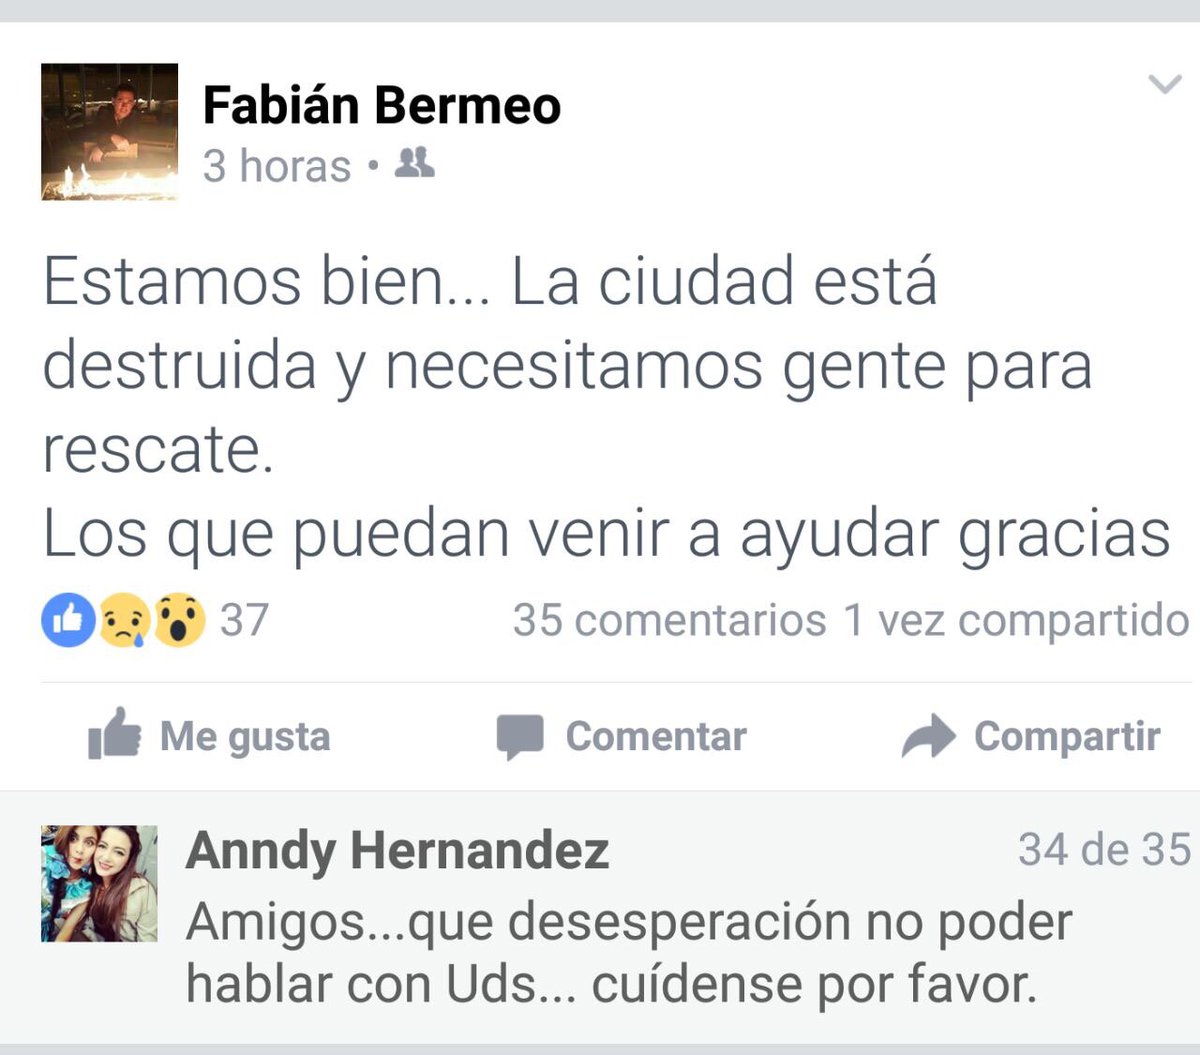 Fabián Bermeo
3 horas •
Estamos bien... La ciudad está
destruida y necesitamos gente para
rescate.
Los que puedan venir a ayudar gracias
37 35 comentarios 1 vez compartido
Me gusta Comentar Compartir
Anndy Hernandez 34 de 35
Amigos...que desesperación no poder
hablar con Uds... cuídense por favor.